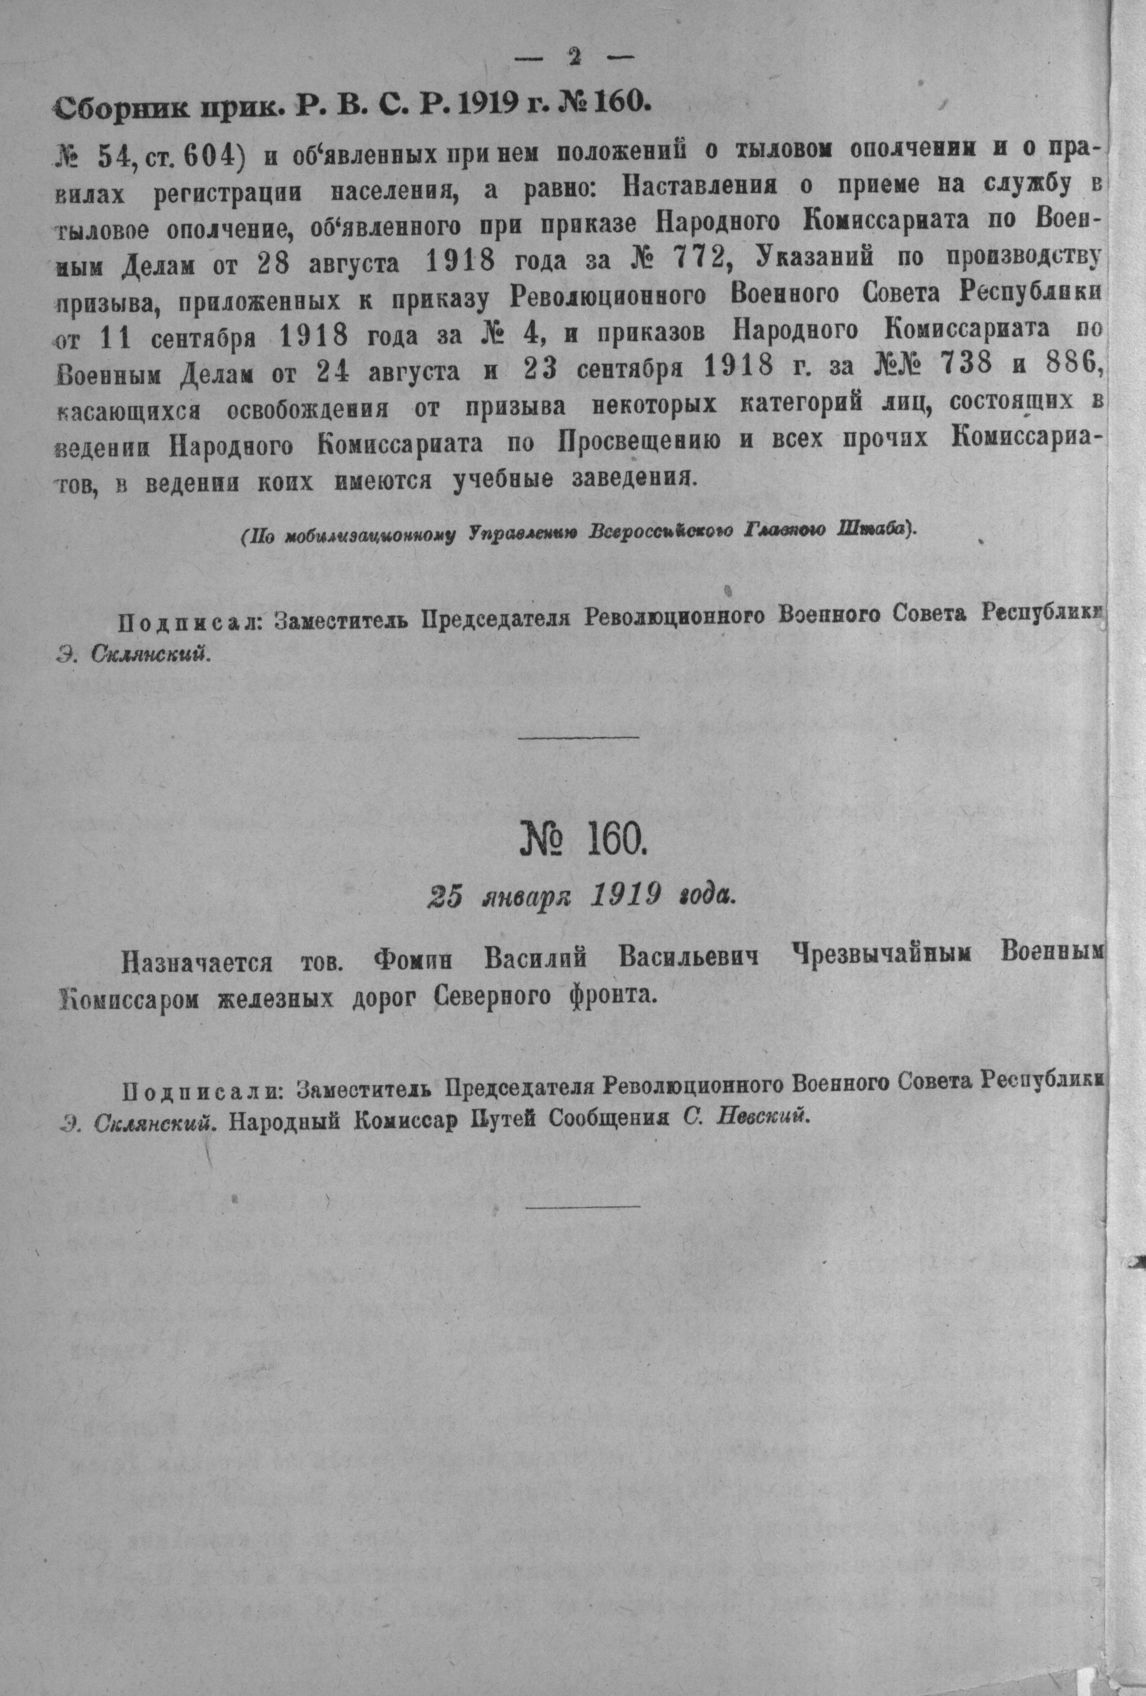 — 2 —
Сборник прик. Р. В. С. Р. 1919 г. № 160.
№ 54, ст. 604) и об‘явленных при нем положений о тыловом ополчении и о пра-
вилах регистрации населения, а равно: Наставления о приеме на службу в
тыловое ополчение, об‘явленного при приказе Народного Комиссариата по Воен-
ным Делам от 28 августа 1918 года за № 772, Указаний по производству
призыва, приложенных к приказу Революционного Военного Совета Республики
от 11 сентября 1918 года за № 4, и приказов Народного Комиссариата по
Военным Делам от 24 августа и 23 сентября 1918 г. за №№ 738 и 886,
касающихся освобождения от призыва некоторых категорий лиц, состоящих в
ведении Народного Комиссариата по Просвещению и всех прочих Комиссариа-
тов, в ведении коих имеются учебные заведения.
(По мобилизационному Управлению Всероссийского Главного Штаба).
Подписал: Заместитель Председателя Революционного Военного Совета Республики
Э. Склянский.
№ 160.
25 января 1919 года.
Назначается тов. Фомин Василий Васильевич Чрезвычайным Военным
Комиссаром железных дорог Северного фронта.
Подписали: Заместитель Председателя Революционного Военного Совета Республики
Э. Склянский. Народный Комиссар Путей Сообщения С. Невский.